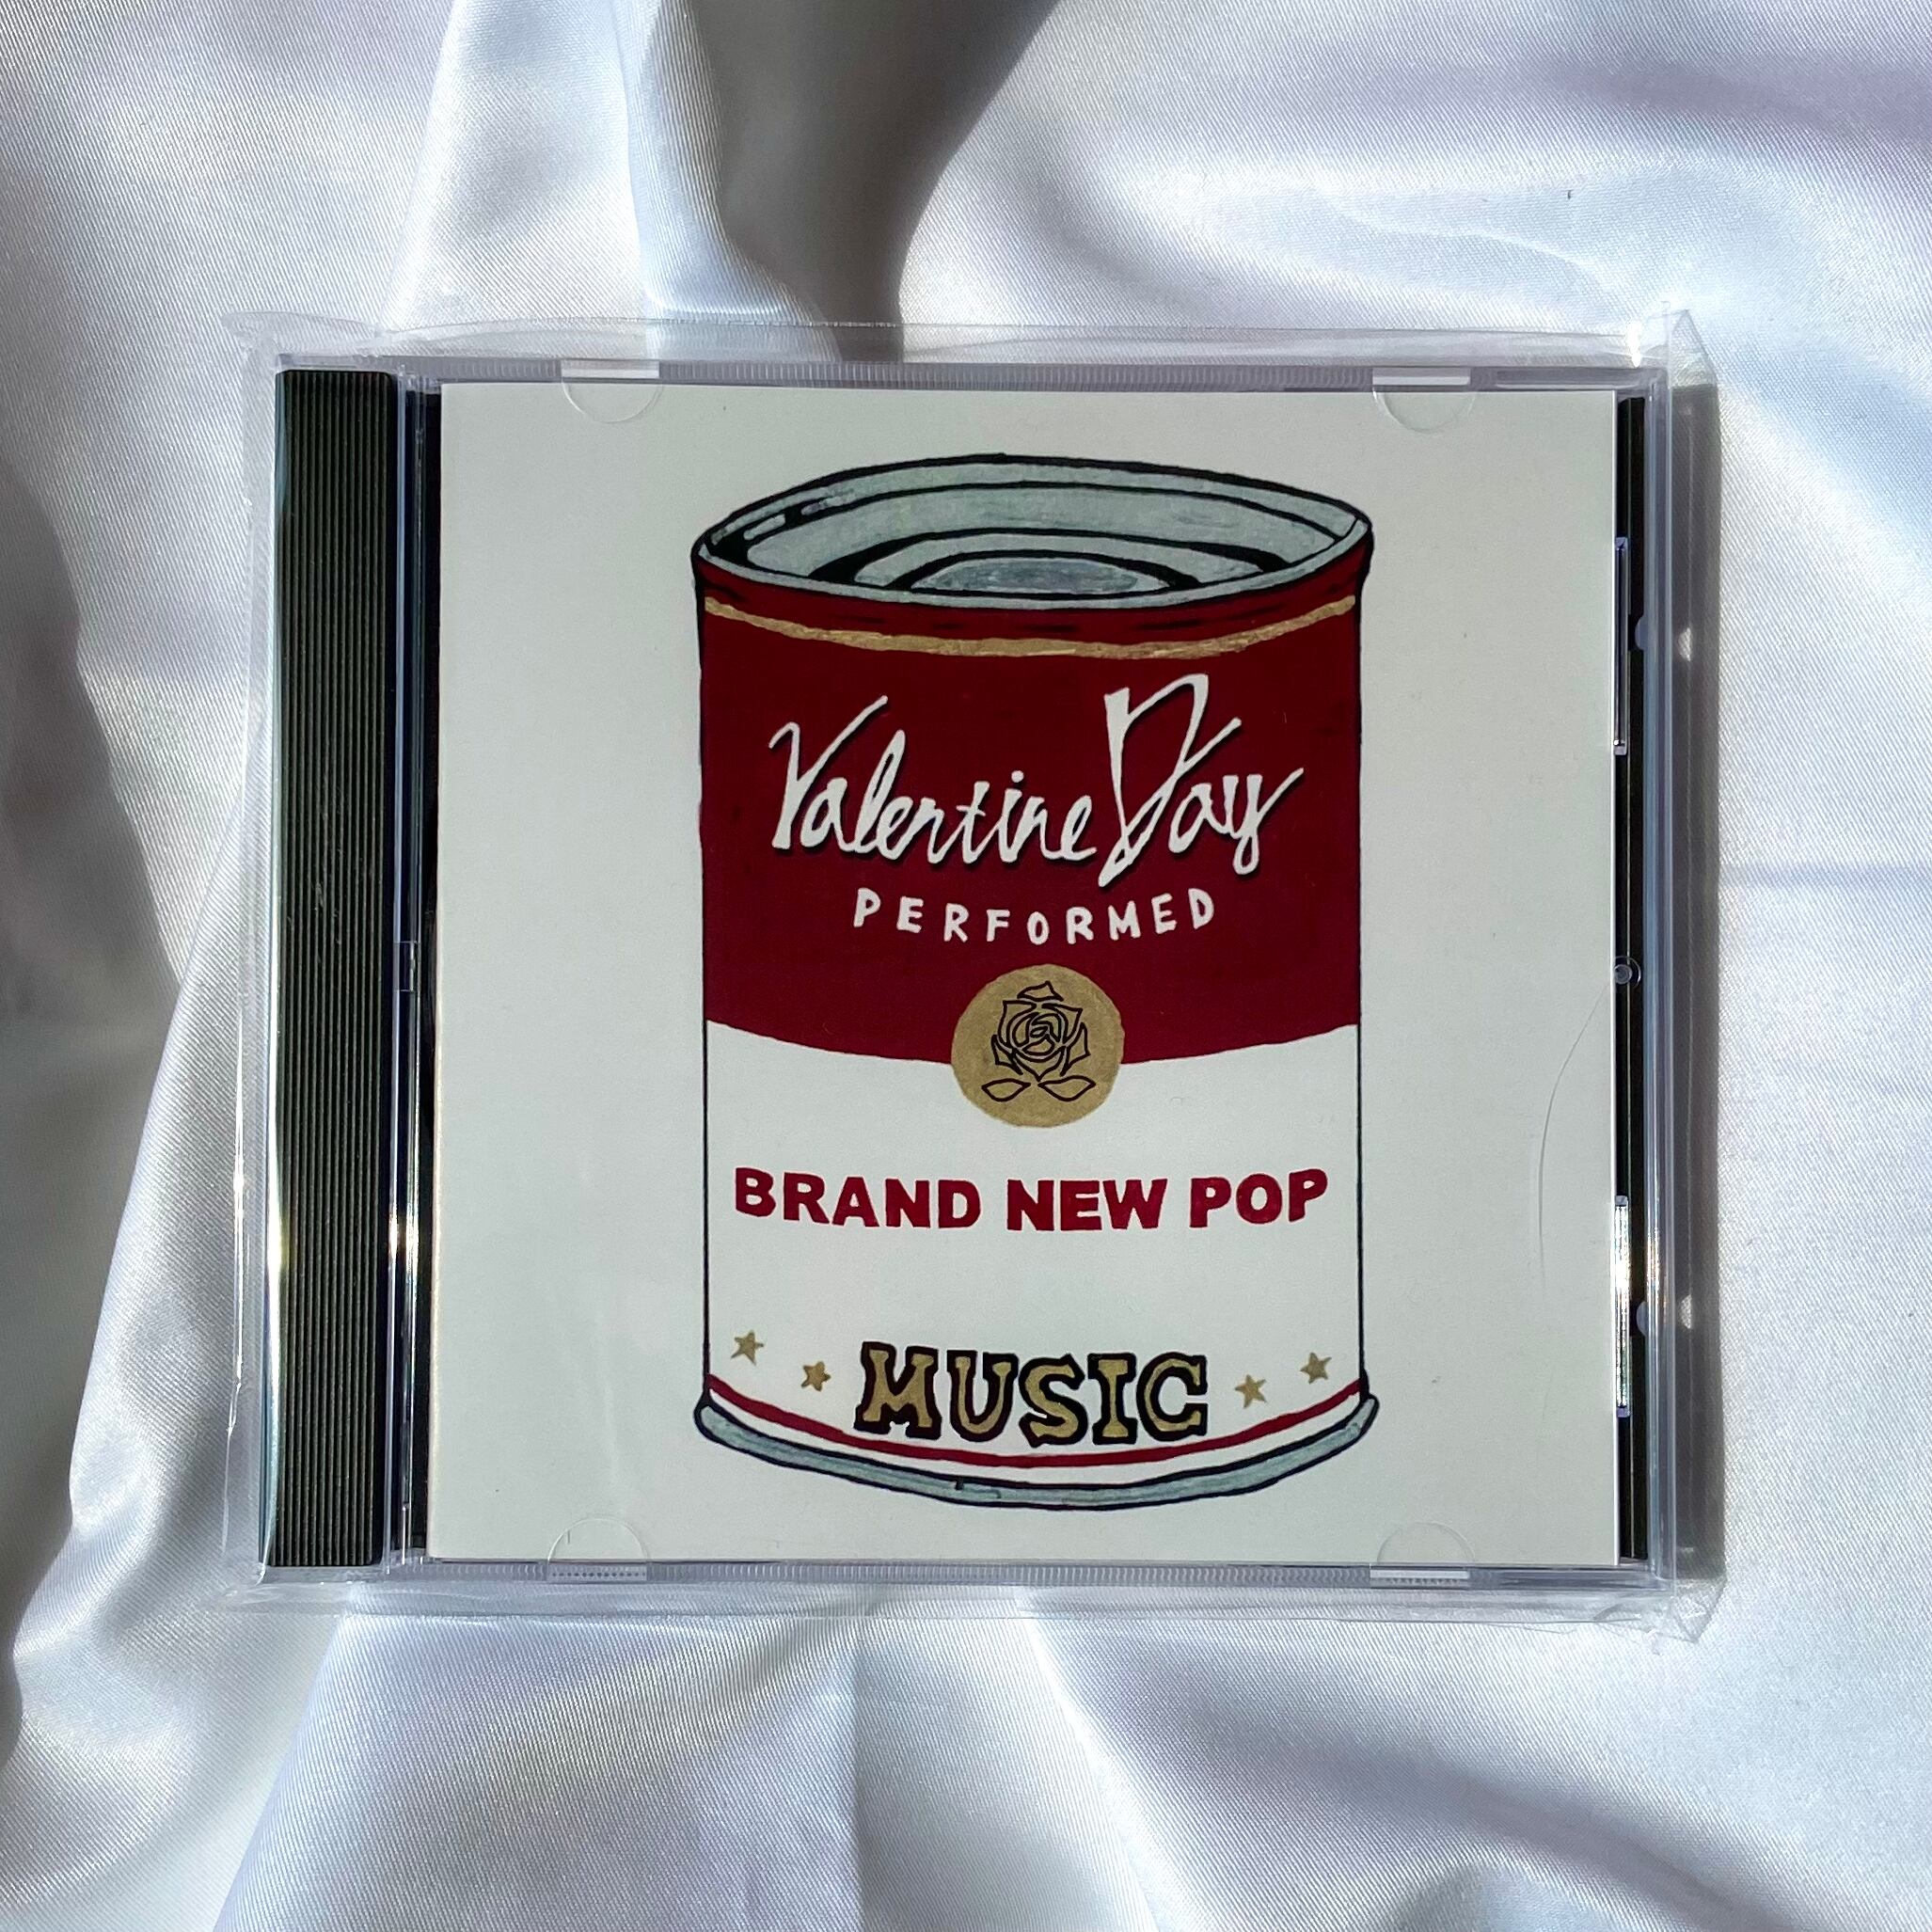 Valentine Day
PERFORMED
BRAND NEW POP
MUSIC